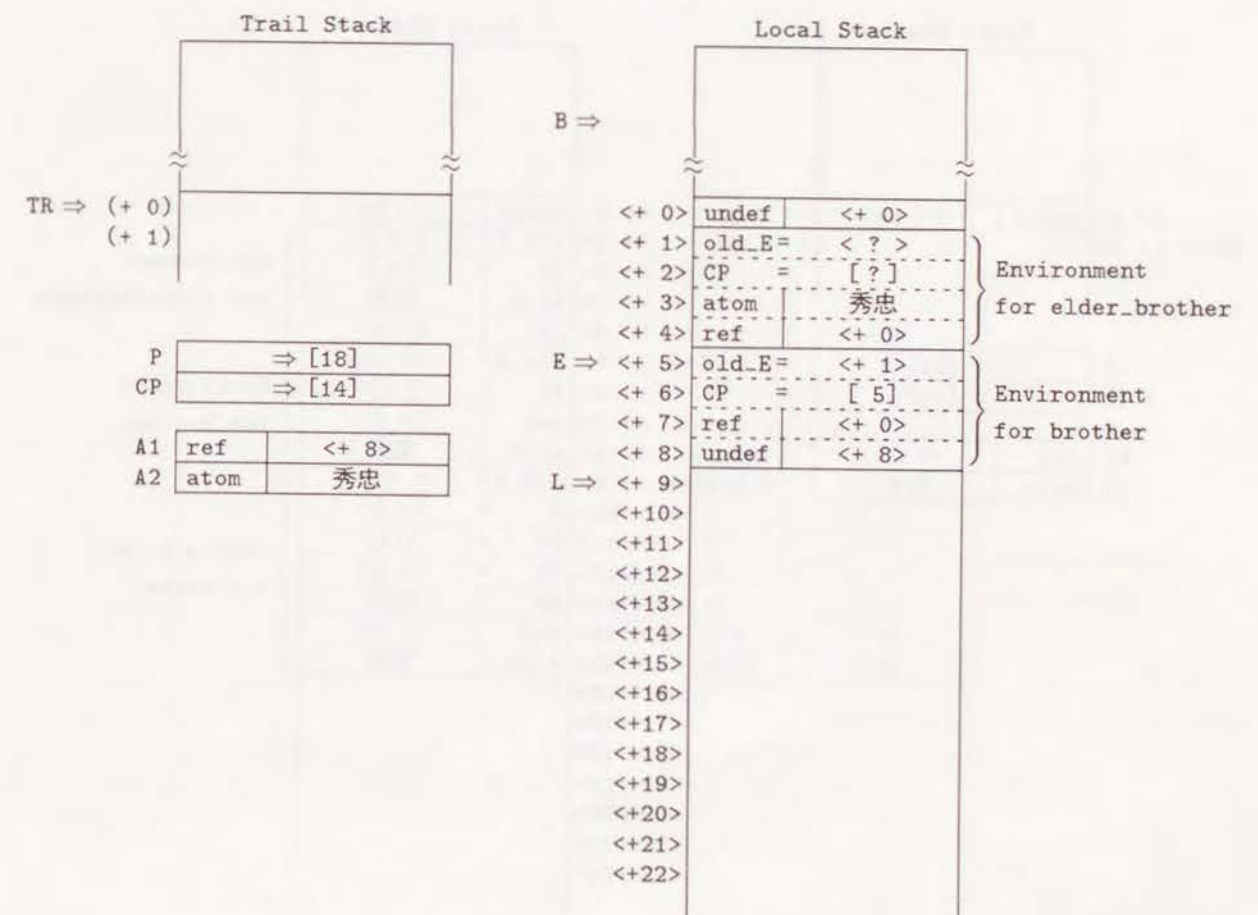 Trail Stack
Local Stack
B ⇒
TR ⇒ (+ 0)
(+ 1)
P ⇒ [18]
CP ⇒ [14]
A1 ref <+ 8>
A2 atom 秀忠
<+ 0> undef <+ 0>
<+ 1> old_E= < ? >
<+ 2> CP = [ ? ]
<+ 3> atom 秀忠
<+ 4> ref <+ 0>
Environment
for elder_brother
E ⇒ <+ 5> old_E= <+ 1>
<+ 6> CP = [ 5]
<+ 7> ref <+ 0>
<+ 8> undef <+ 8>
Environment
for brother
L ⇒ <+ 9>
<+10>
<+11>
<+12>
<+13>
<+14>
<+15>
<+16>
<+17>
<+18>
<+19>
<+20>
<+21>
<+22>